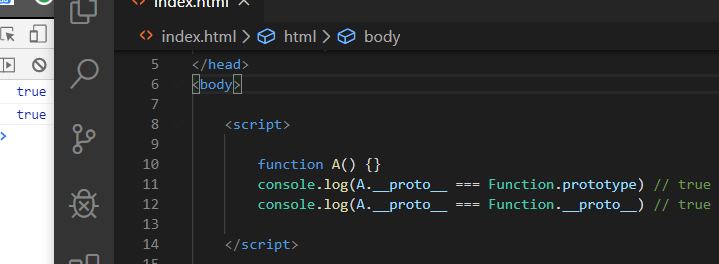 index.html ×
index.html > html > body
true
true
>
5 </head>
6 <body>
7
8 <script>
9
10 function A() {}
11 console.log(A.__proto__ === Function.prototype) // true
12 console.log(A.__proto__ === Function.__proto__) // true
13
14 </script>
15